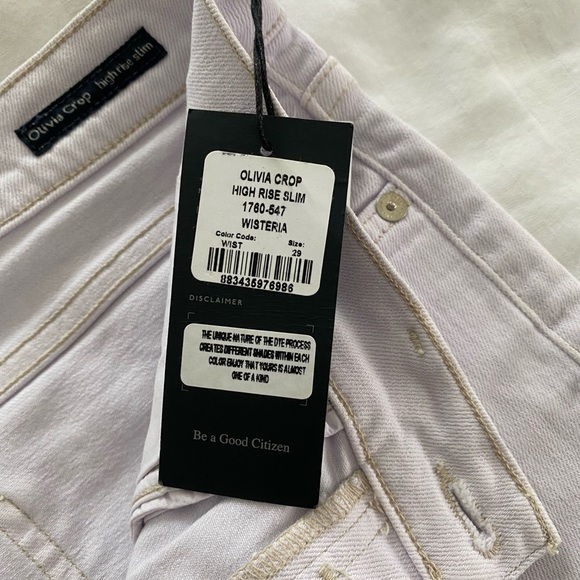 Olivia Crop high rise slim
OLIVIA CROP
HIGH RISE SLIM
1760-547
WISTERIA
Color Code: Size:
WIST 29
883435976986
DISCLAIMER
THE UNIQUE NATURE OF THE DYE PROCESS
CREATES DIFFERENT SHADES WITHIN EACH
COLOR ENJOY THAT YOURS IS ALMOST
ONE OF A KIND
Be a Good Citizen